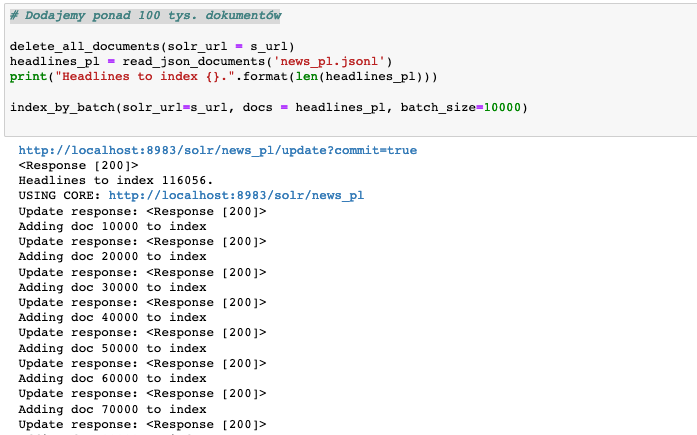 # Dodajemy ponad 100 tys. dokumentów
delete_all_documents(solr_url = s_url)
headlines_pl = read_json_documents('news_pl.jsonl')
print("Headlines to index {}.".format(len(headlines_pl)))
index_by_batch(solr_url=s_url, docs = headlines_pl, batch_size=10000)
http://localhost:8983/solr/news_pl/update?commit=true
<Response [200]>
Headlines to index 116056.
USING CORE: http://localhost:8983/solr/news_pl
Update response: <Response [200]>
Adding doc 10000 to index
Update response: <Response [200]>
Adding doc 20000 to index
Update response: <Response [200]>
Adding doc 30000 to index
Update response: <Response [200]>
Adding doc 40000 to index
Update response: <Response [200]>
Adding doc 50000 to index
Update response: <Response [200]>
Adding doc 60000 to index
Update response: <Response [200]>
Adding doc 70000 to index
Update response: <Response [200]>